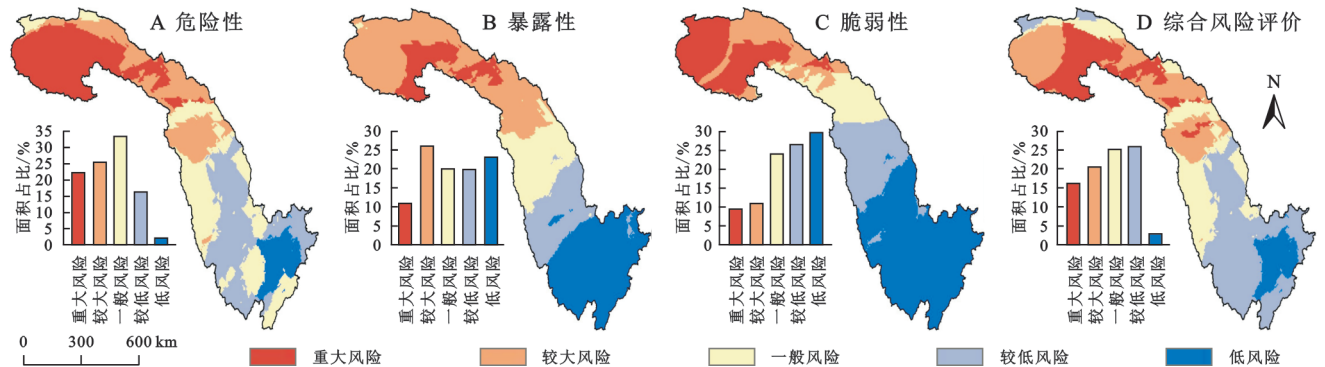 A 危险性
B 暴露性
C 脆弱性
D 综合风险评价
N
面积占比/%
35
30
25
20
15
10
5
0
重大风险
较大风险
一般风险
较低风险
低风险
面积占比/%
30
25
20
15
10
5
0
重大风险
较大风险
一般风险
较低风险
低风险
面积占比/%
30
25
20
15
10
5
0
重大风险
较大风险
一般风险
较低风险
低风险
面积占比/%
30
25
20
15
10
5
0
重大风险
较大风险
一般风险
较低风险
低风险
0 300 600 km
重大风险 较大风险 一般风险 较低风险 低风险